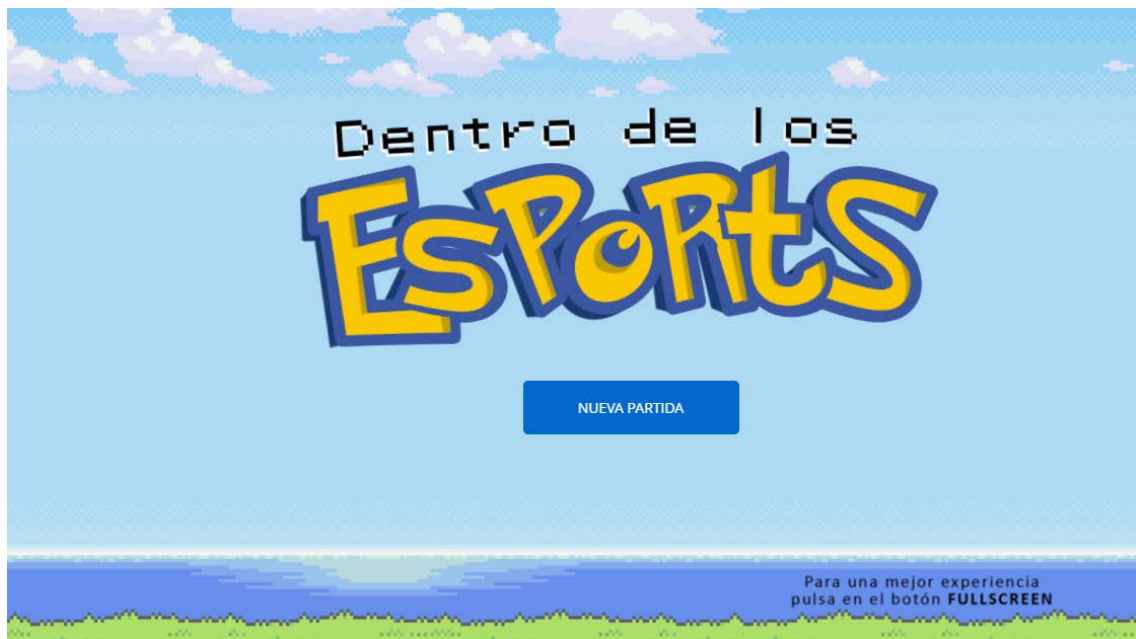 Dentro de los
EsPoRtS
NUEVA PARTIDA
Para una mejor experiencia
pulsa en el botón FULLSCREEN